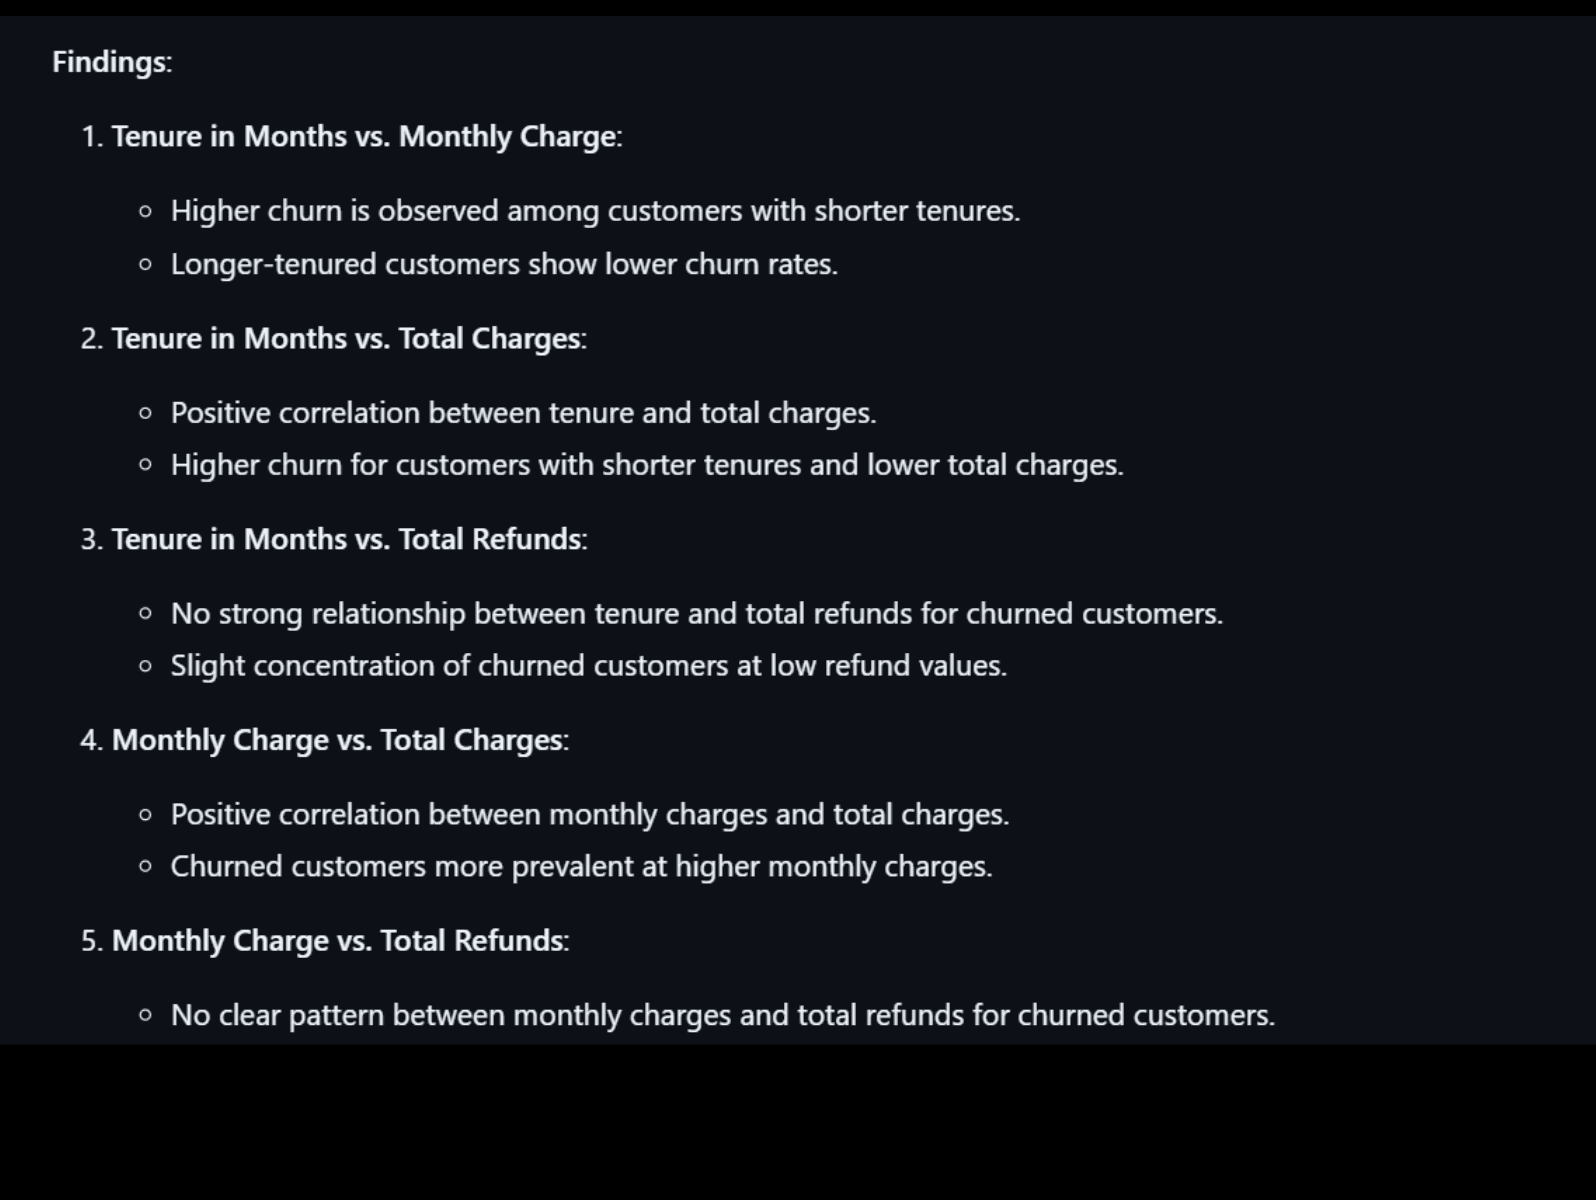 Findings:
1. Tenure in Months vs. Monthly Charge:
○ Higher churn is observed among customers with shorter tenures.
○ Longer-tenured customers show lower churn rates.
2. Tenure in Months vs. Total Charges:
○ Positive correlation between tenure and total charges.
○ Higher churn for customers with shorter tenures and lower total charges.
3. Tenure in Months vs. Total Refunds:
○ No strong relationship between tenure and total refunds for churned customers.
○ Slight concentration of churned customers at low refund values.
4. Monthly Charge vs. Total Charges:
○ Positive correlation between monthly charges and total charges.
○ Churned customers more prevalent at higher monthly charges.
5. Monthly Charge vs. Total Refunds:
○ No clear pattern between monthly charges and total refunds for churned customers.